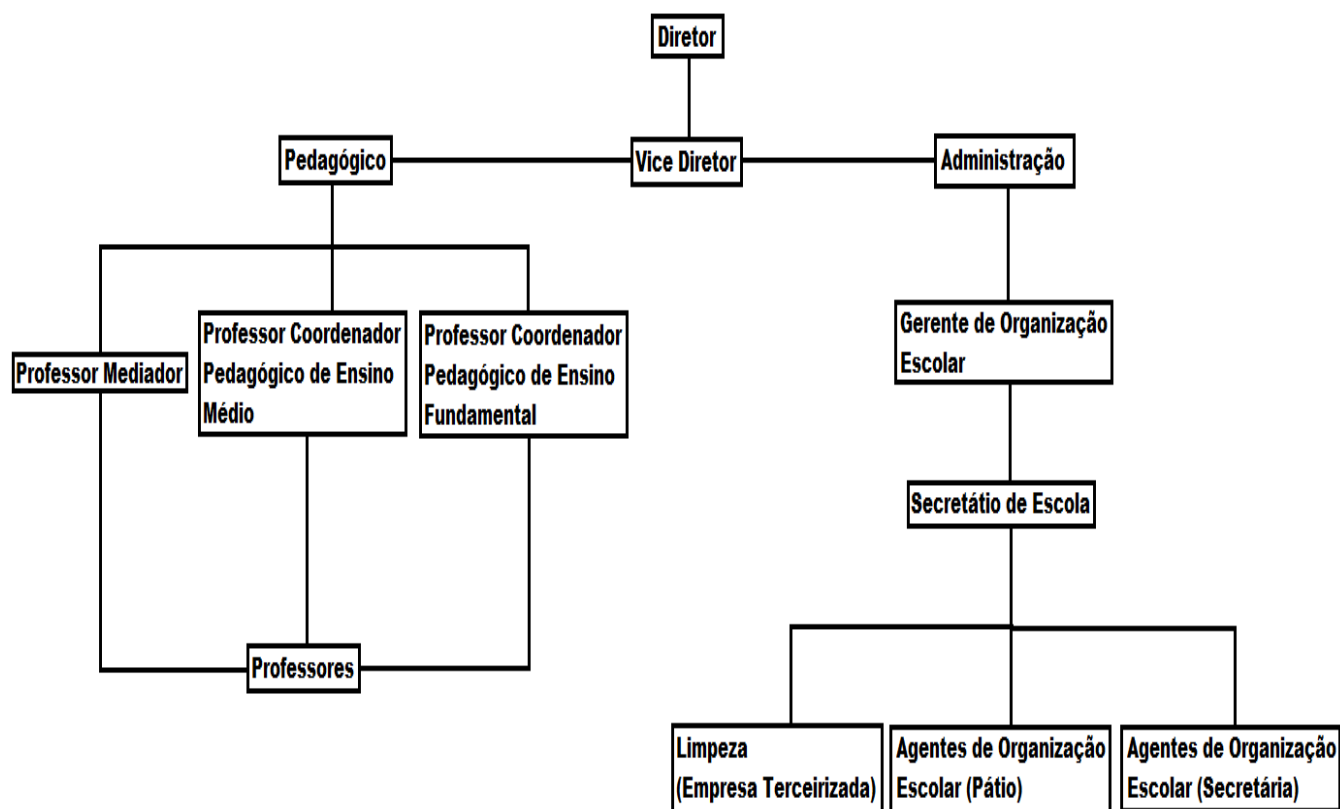 Diretor
Pedagógico
Vice Diretor
Administração
Professor Mediador
Professor Coordenador
Pedagógico de Ensino
Médio
Professor Coordenador
Pedagógico de Ensino
Fundamental
Gerente de Organização
Escolar
Secretátio de Escola
Professores
Limpeza
(Empresa Terceirizada)
Agentes de Organização
Escolar (Pátio)
Agentes de Organização
Escolar (Secretária)